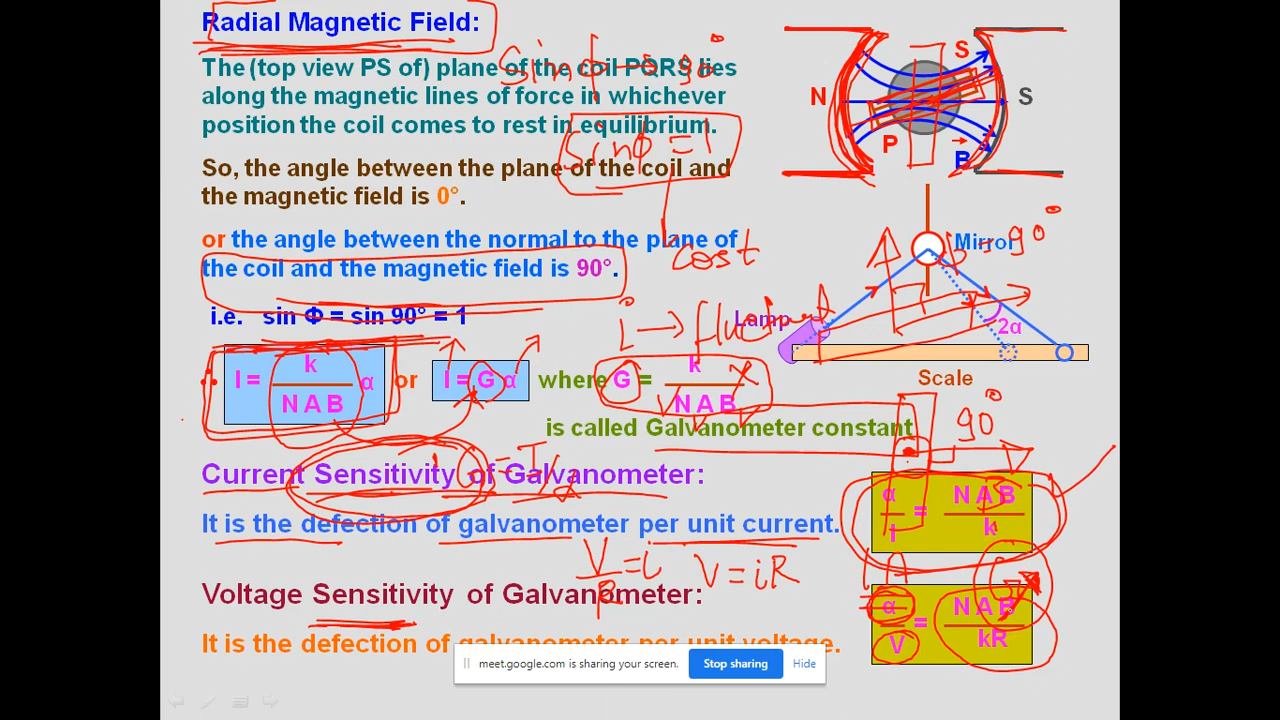 Radial Magnetic Field:
sin ϕ → 90°
The (top view PS of) plane of the coil PQRS lies
along the magnetic lines of force in whichever
position the coil comes to rest in equilibrium.
sinϕ = 1
So, the angle between the plane of the coil and
the magnetic field is 0°.
or the angle between the normal to the plane of
the coil and the magnetic field is 90°.
cost
i.e. sin Φ = sin 90° = 1
i →
∴ I = k / N A B α or I = G α where G = k / N A B
is called Galvanometer constant
Current Sensitivity of Galvanometer:
= I/α
It is the defection of galvanometer per unit current.
V/R = i V = iR
Voltage Sensitivity of Galvanometer:
It is the defection of galvanometer per unit voltage.
S
N
S
P
B
Mirror
ϕ 90°
Lamp
2α
Scale
90°
α / I = N A B / k
α / V = N A B / kR
meet.google.com is sharing your screen.
Stop sharing
Hide